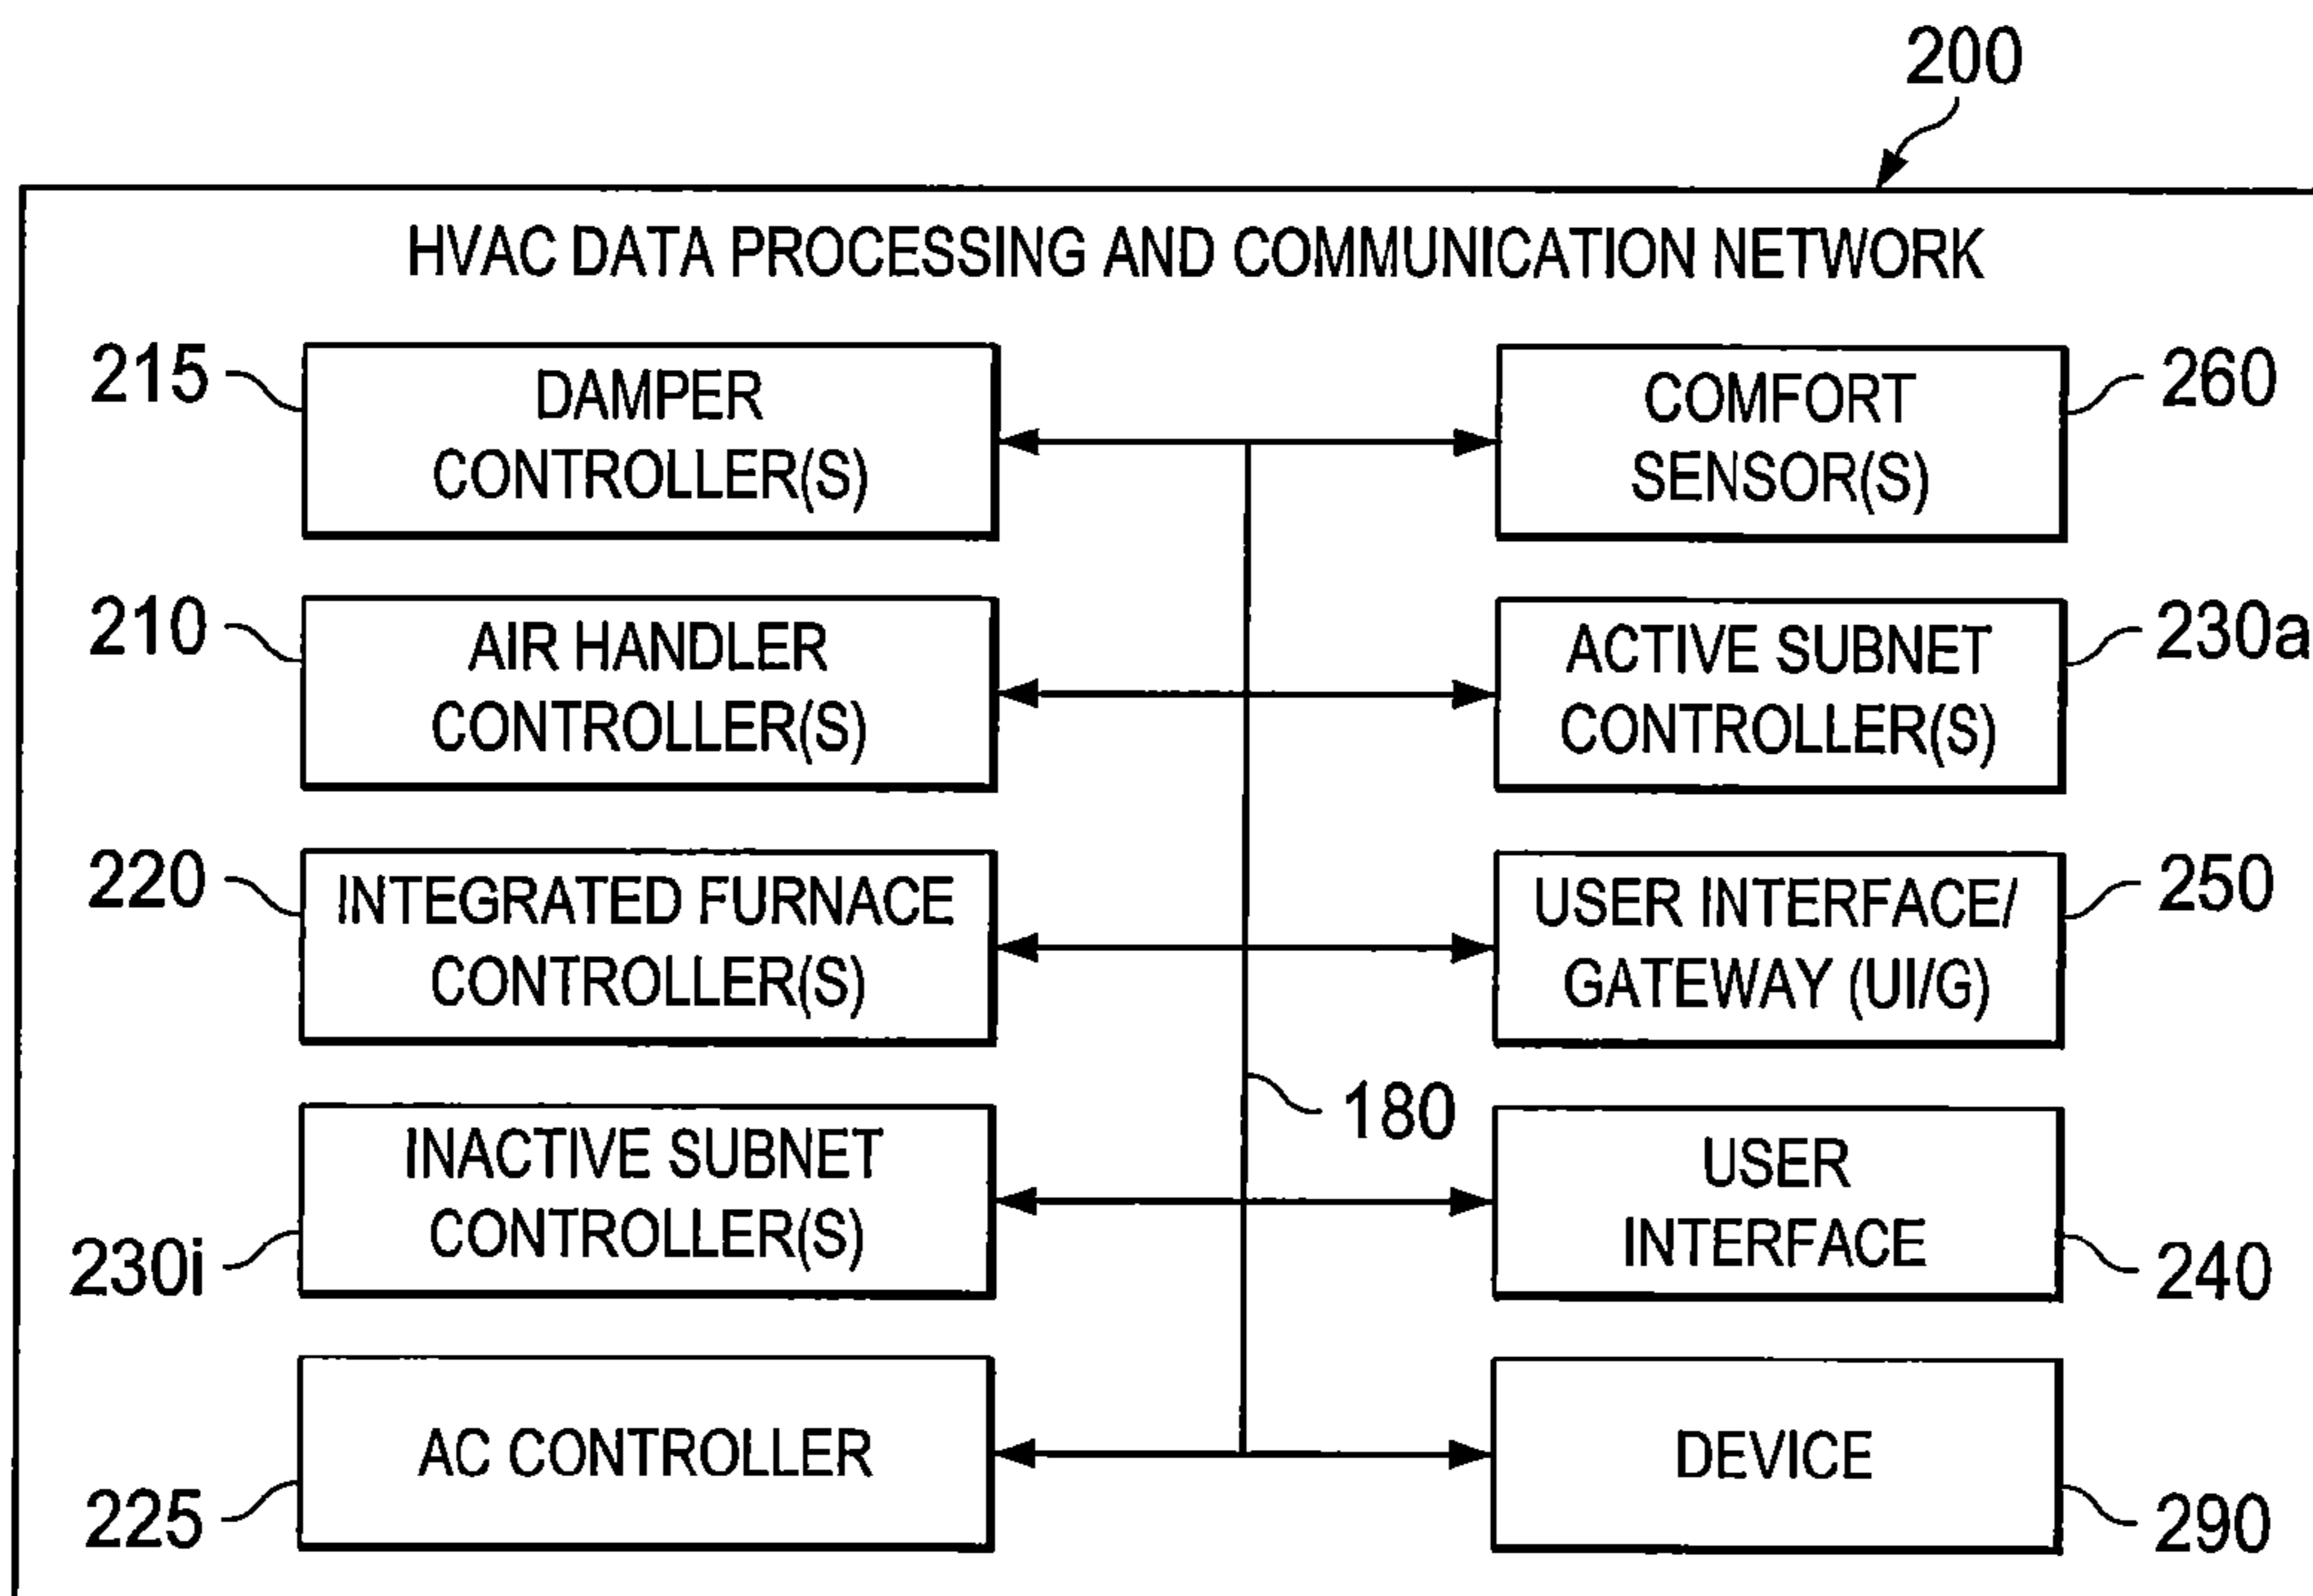 200
HVAC DATA PROCESSING AND COMMUNICATION NETWORK
215
DAMPER
CONTROLLER(S)
COMFORT
SENSOR(S)
260
210
AIR HANDLER
CONTROLLER(S)
ACTIVE SUBNET
CONTROLLER(S)
230a
220
INTEGRATED FURNACE
CONTROLLER(S)
USER INTERFACE/
GATEWAY (UI/G)
250
180
INACTIVE SUBNET
CONTROLLER(S)
230i
USER
INTERFACE
240
AC CONTROLLER
225
DEVICE
290